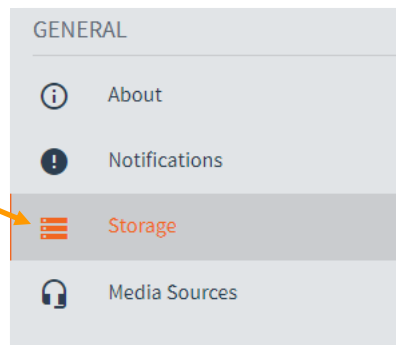 GENERAL
About
Notifications
Storage
Media Sources